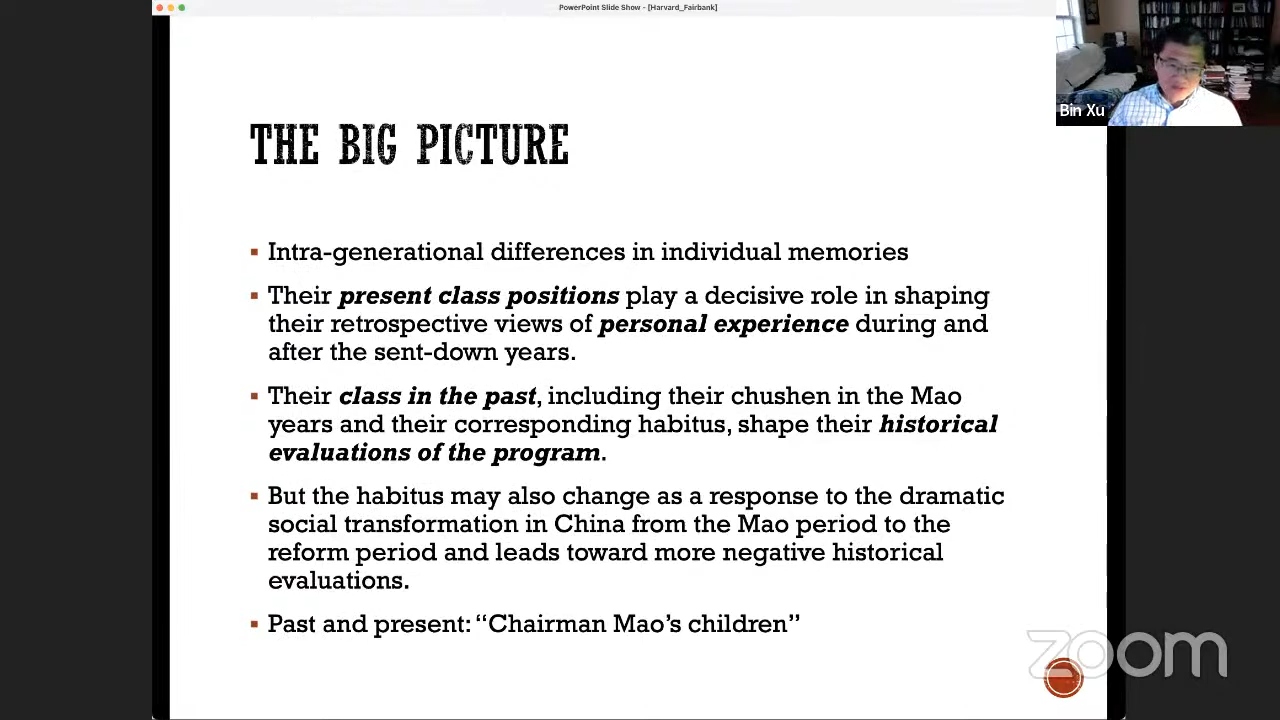 PowerPoint Slide Show - [Harvard_Fairbank]
Bin Xu
THE BIG PICTURE
▪ Intra-generational differences in individual memories
▪ Their present class positions play a decisive role in shaping
their retrospective views of personal experience during and
after the sent-down years.
▪ Their class in the past, including their chushen in the Mao
years and their corresponding habitus, shape their historical
evaluations of the program.
▪ But the habitus may also change as a response to the dramatic
social transformation in China from the Mao period to the
reform period and leads toward more negative historical
evaluations.
▪ Past and present: “Chairman Mao’s children”
zoom